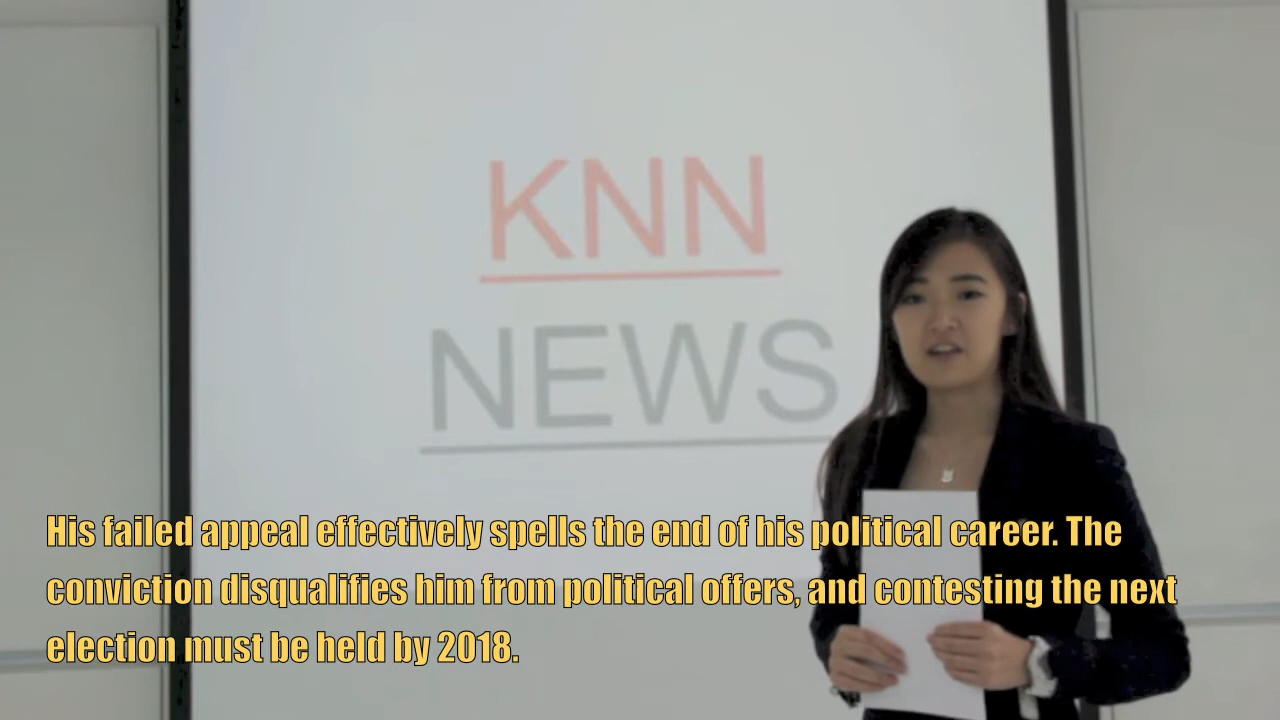 KNN
NEWS
His failed appeal effectively spells the end of his political career. The
conviction disqualifies him from political offers, and contesting the next
election must be held by 2018.